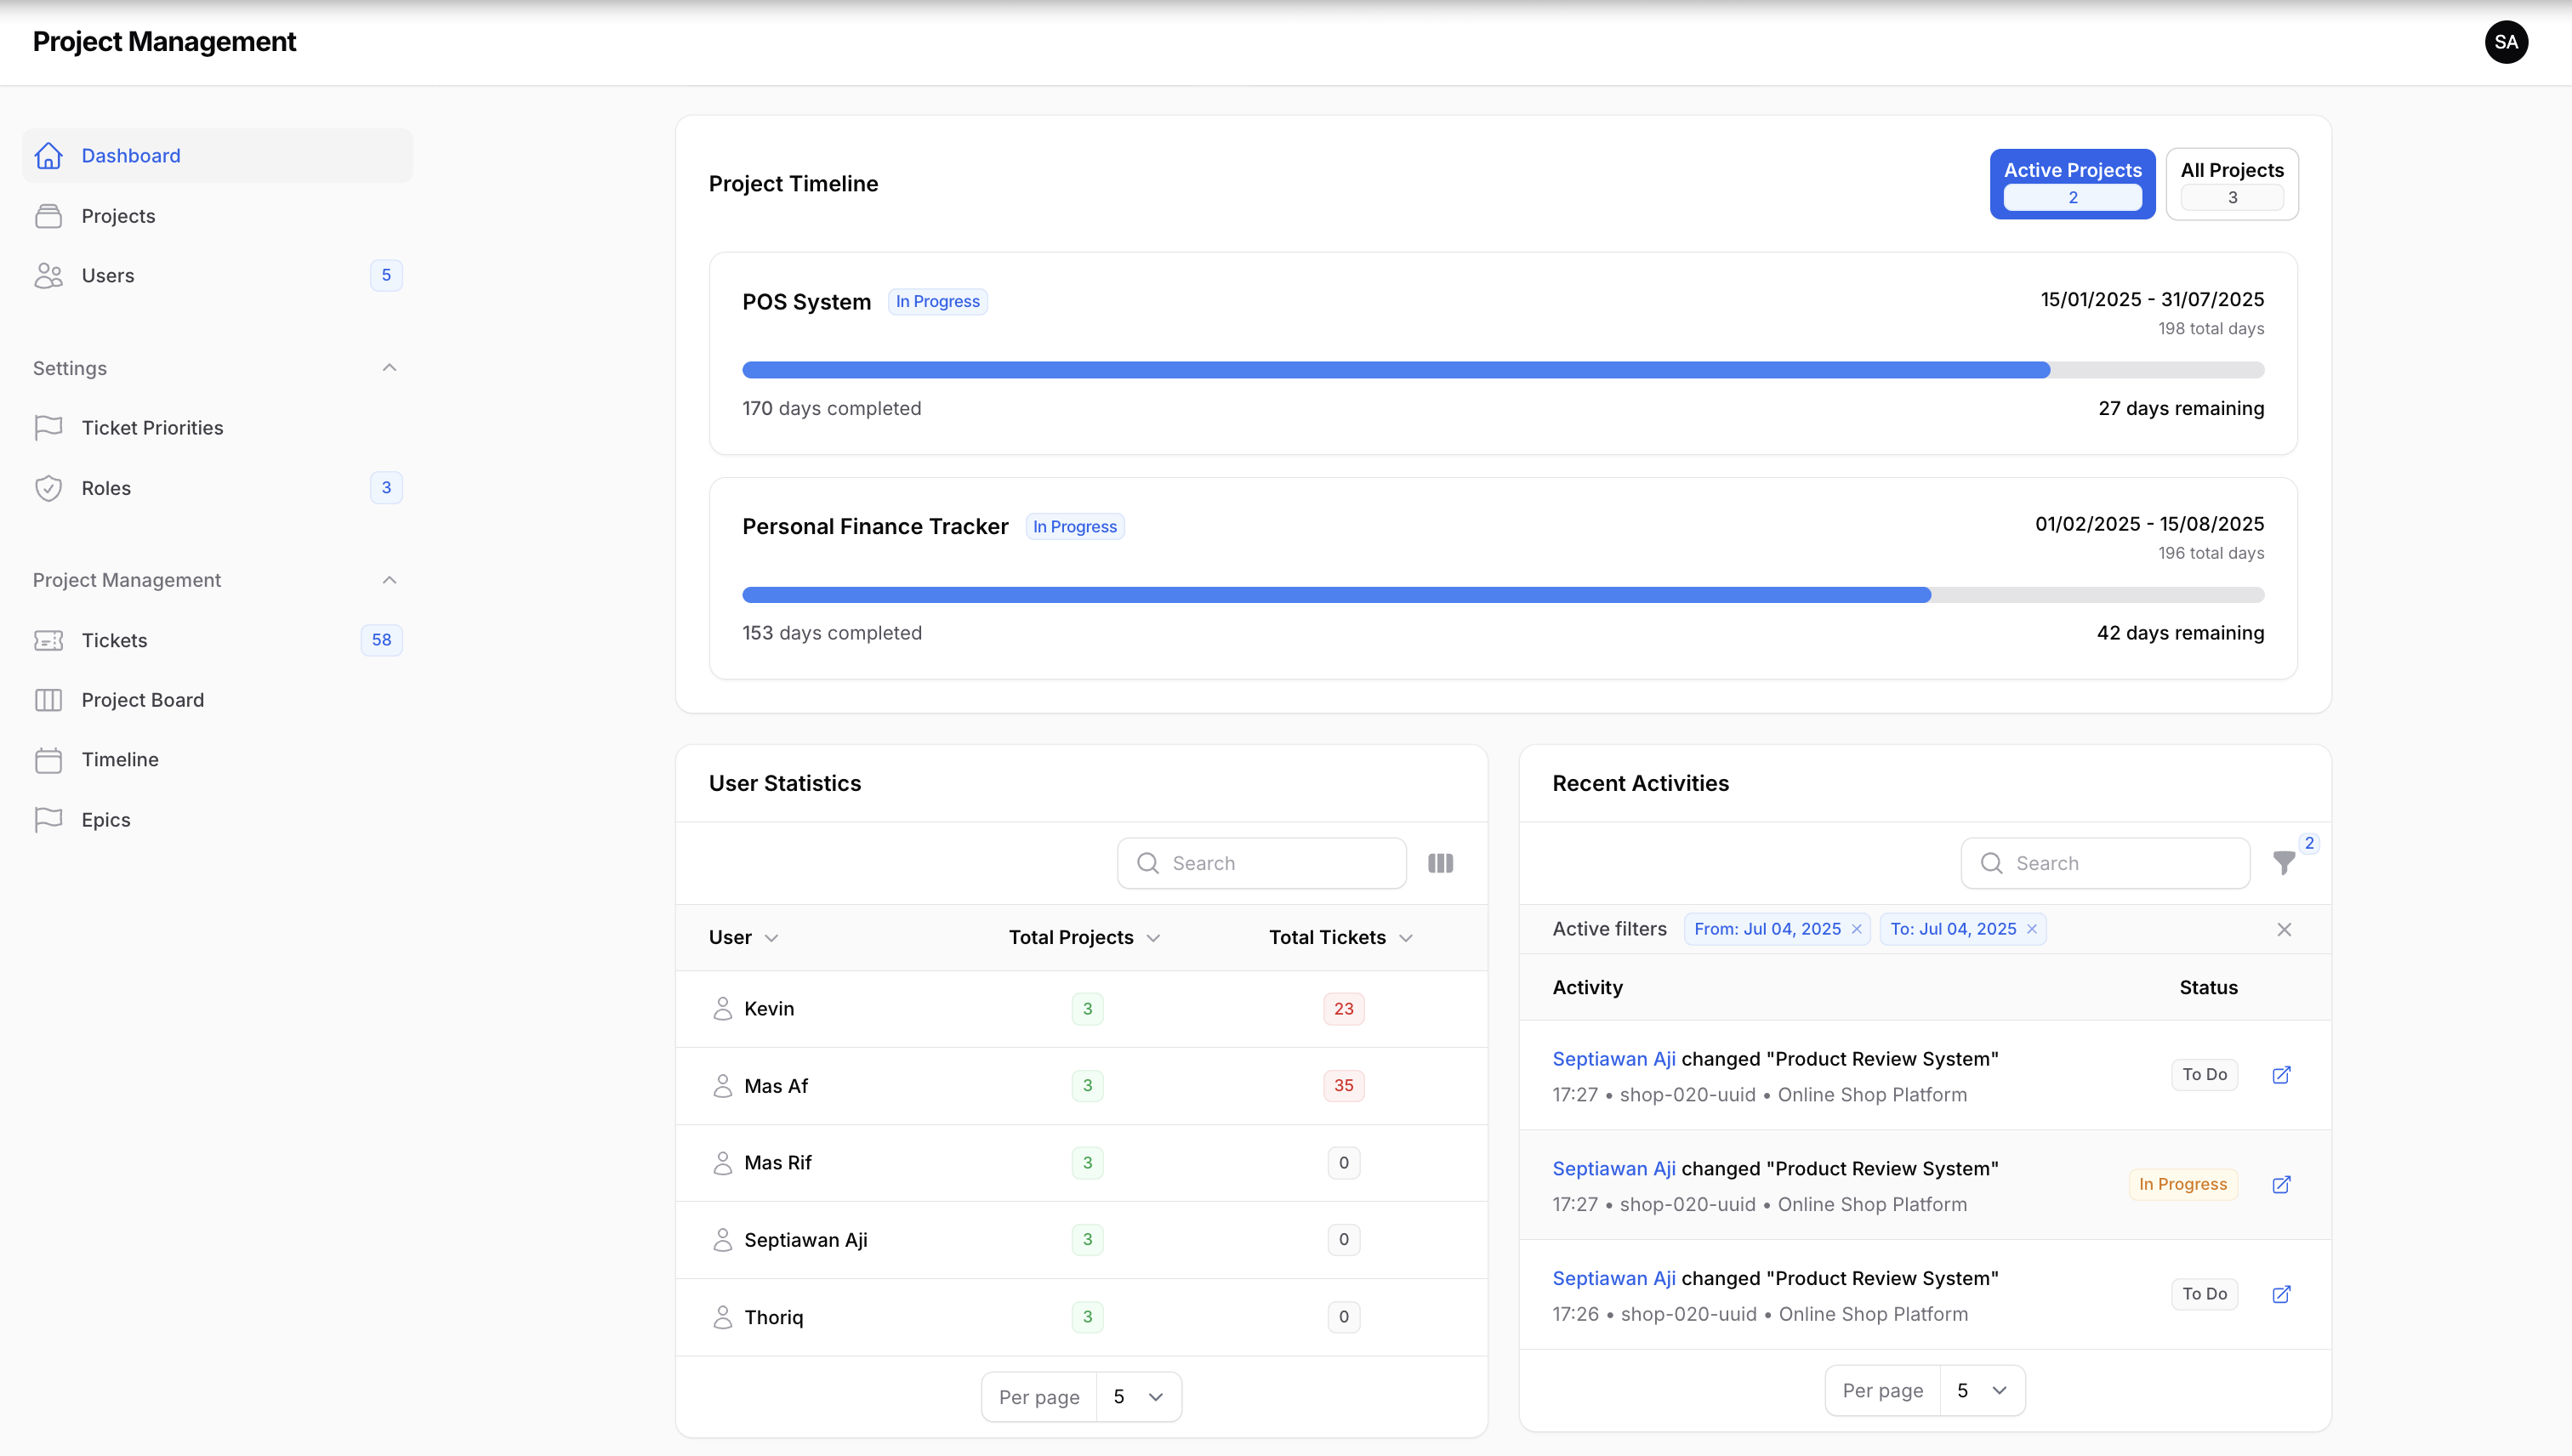 Project Management
SA
Dashboard
Projects
Users 5
Settings
Ticket Priorities
Roles 3
Project Management
Tickets 58
Project Board
Timeline
Epics
Project Timeline
Active Projects
2
All Projects
3
POS System In Progress
15/01/2025 - 31/07/2025
198 total days
170 days completed
27 days remaining
Personal Finance Tracker In Progress
01/02/2025 - 15/08/2025
196 total days
153 days completed
42 days remaining
User Statistics
Search
User Total Projects Total Tickets
Kevin 3 23
Mas Af 3 35
Mas Rif 3 0
Septiawan Aji 3 0
Thoriq 3 0
Per page 5
Recent Activities
Search
2
Active filters From: Jul 04, 2025 To: Jul 04, 2025
Activity Status
Septiawan Aji changed "Product Review System"
17:27 • shop-020-uuid • Online Shop Platform
To Do
Septiawan Aji changed "Product Review System"
17:27 • shop-020-uuid • Online Shop Platform
In Progress
Septiawan Aji changed "Product Review System"
17:26 • shop-020-uuid • Online Shop Platform
To Do
Per page 5